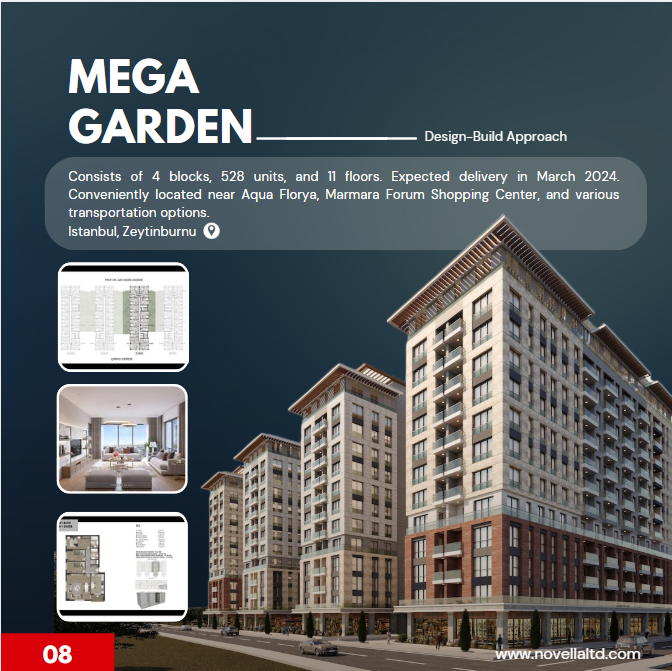 MEGA
GARDEN
Design-Build Approach
Consists of 4 blocks, 528 units, and 11 floors. Expected delivery in March 2024.
Conveniently located near Aqua Florya, Marmara Forum Shopping Center, and various
transportation options.
Istanbul, Zeytinburnu
08
www.novellaltd.com